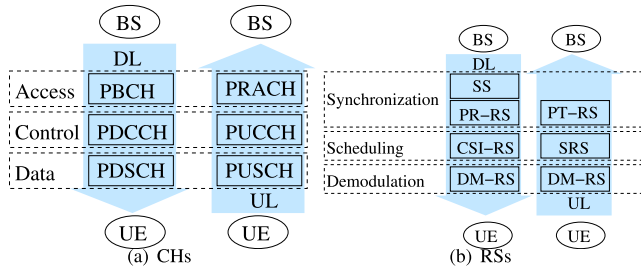 BS BS
DL
Access PBCH PRACH
Control PDCCH PUCCH
Data PDSCH PUSCH
UL
UE UE
(a) CHs
BS BS
DL
SS
Synchronization
PR-RS PT-RS
Scheduling CSI-RS SRS
Demodulation DM-RS DM-RS
UL
UE UE
(b) RSs